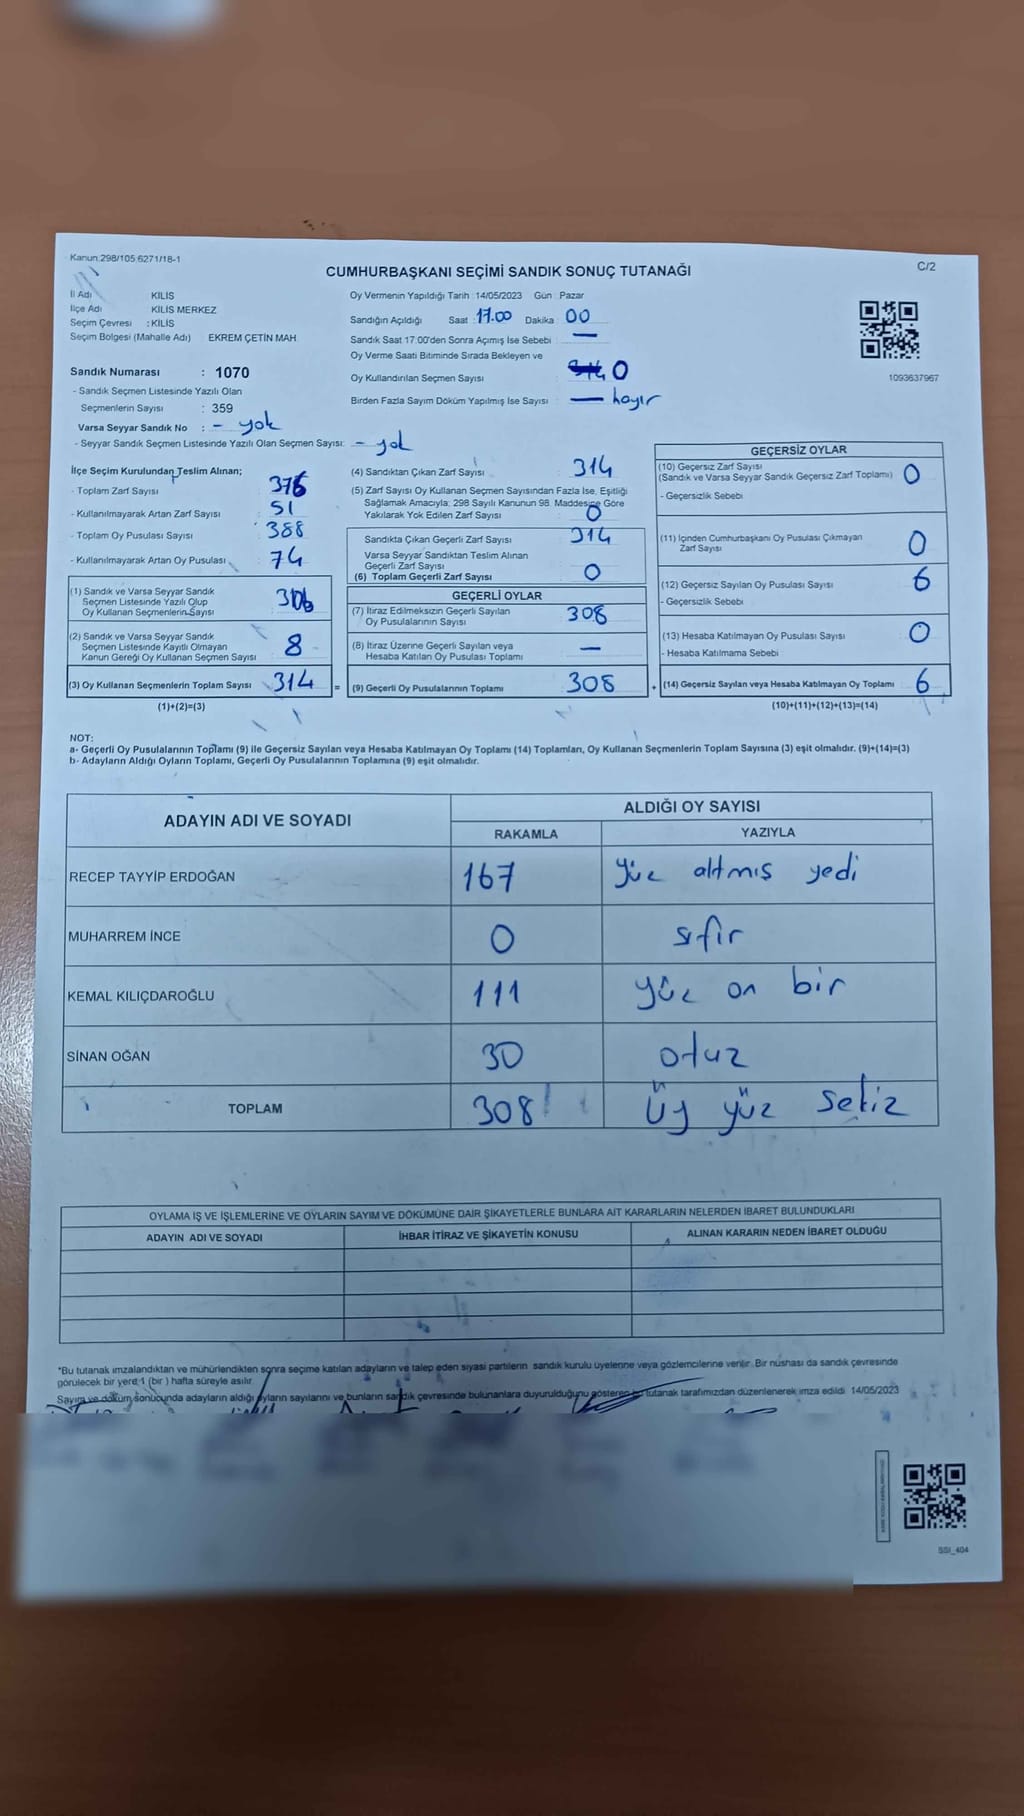 Kanun:298/105:6271/18-1
C/2
CUMHURBAŞKANI SEÇİMİ SANDIK SONUÇ TUTANAĞI
İl Adı KİLİS
İlçe Adı KİLİS MERKEZ
Seçim Çevresi : KİLİS
Seçim Bölgesi (Mahalle Adı) EKREM ÇETİN MAH
Sandık Numarası : 1070
- Sandık Seçmen Listesinde Yazılı Olan
Seçmenlerin Sayısı : 359
Varsa Seyyar Sandık No : - yok
- Seyyar Sandık Seçmen Listesinde Yazılı Olan Seçmen Sayısı: - yok
Oy Vermenin Yapıldığı Tarih : 14/05/2023 Gün : Pazar
Sandığın Açıldığı Saat : 17.00 Dakika : 00
Sandık Saat 17:00'den Sonra Açımış İse Sebebi : —
Oy Verme Saati Bitiminde Sırada Bekleyen ve
Oy Kullandırılan Seçmen Sayısı : 0
Birden Fazla Sayım Döküm Yapılmış İse Sayısı : — hayır
1093637967
İlçe Seçim Kurulundan Teslim Alınan;
- Toplam Zarf Sayısı
- Kullanılmayarak Artan Zarf Sayısı : 51
- Toplam Oy Pusulası Sayısı : 388
- Kullanılmayarak Artan Oy Pusulası : 74
(1) Sandık ve Varsa Seyyar Sandık
Seçmen Listesinde Yazılı Olup
Oy Kullanan Seçmenlerin Sayısı 306
(2) Sandık ve Varsa Seyyar Sandık
Seçmen Listesinde Kayıtlı Olmayan
Kanun Gereği Oy Kullanan Seçmen Sayısı 8
(3) Oy Kullanan Seçmenlerin Toplam Sayısı 314
(1)+(2)=(3)
=
(4) Sandıktan Çıkan Zarf Sayısı 314
(5) Zarf Sayısı Oy Kullanan Seçmen Sayısından Fazla İse, Eşitliği
Sağlamak Amacıyla; 298 Sayılı Kanunun 98. Maddesine Göre
Yakılarak Yok Edilen Zarf Sayısı 0
Sandıkta Çıkan Geçerli Zarf Sayısı 314
Varsa Seyyar Sandıktan Teslim Alınan
Geçerli Zarf Sayısı
(6) Toplam Geçerli Zarf Sayısı 0
GEÇERLİ OYLAR
(7) İtiraz Edilmeksizin Geçerli Sayılan
Oy Pusulalarının Sayısı 308
(8) İtiraz Üzerine Geçerli Sayılan veya
Hesaba Katılan Oy Pusulası Toplamı —
(9) Geçerli Oy Pusulalarının Toplamı 308
+
GEÇERSİZ OYLAR
(10) Geçersiz Zarf Sayısı
(Sandık ve Varsa Seyyar Sandık Geçersiz Zarf Toplamı) 0
- Geçersizlik Sebebi
(11) İçinden Cumhurbaşkanı Oy Pusulası Çıkmayan
Zarf Sayısı 0
(12) Geçersiz Sayılan Oy Pusulası Sayısı 6
- Geçersizlik Sebebi
(13) Hesaba Katılmayan Oy Pusulası Sayısı 0
- Hesaba Katılmama Sebebi
(14) Geçersiz Sayılan veya Hesaba Katılmayan Oy Toplamı 6
(10)+(11)+(12)+(13)=(14)
NOT:
a- Geçerli Oy Pusulalarının Toplamı (9) ile Geçersiz Sayılan veya Hesaba Katılmayan Oy Toplamı (14) Toplamları, Oy Kullanan Seçmenlerin Toplam Sayısına (3) eşit olmalıdır. (9)+(14)=(3)
b- Adayların Aldığı Oyların Toplamı, Geçerli Oy Pusulalarının Toplamına (9) eşit olmalıdır.
ADAYIN ADI VE SOYADI ALDIĞI OY SAYISI
RAKAMLA YAZIYLA
RECEP TAYYİP ERDOĞAN 167 yüz altmış yedi
MUHARREM İNCE 0 sıfır
KEMAL KILIÇDAROĞLU 111 yüz on bir
SİNAN OĞAN 30 otuz
TOPLAM 308 üç yüz sekiz
OYLAMA İŞ VE İŞLEMLERİNE VE OYLARIN SAYIM VE DÖKÜMÜNE DAİR ŞİKAYETLERLE BUNLARA AİT KARARLARIN NELERDEN İBARET BULUNDUKLARI
ADAYIN ADI VE SOYADI İHBAR İTİRAZ VE ŞİKAYETİN KONUSU ALINAN KARARIN NEDEN İBARET OLDUĞU
*Bu tutanak imzalandıktan ve mühürlendikten sonra seçime katılan adayların ve talep eden siyasi partilerin sandık kurulu üyelerine veya gözlemcilerine verilir. Bir nüshası da sandık çevresinde
görülecek bir yere 1 (bir ) hafta süreyle asılır.
Sayım ve döküm sonucunda adayların aldığı oyların sayılarını ve bunların sandık çevresinde bulunanlara duyurulduğunu gösteren tutanak tarafımızdan düzenlenerek imza edildi 14/05/2023
SSI_404